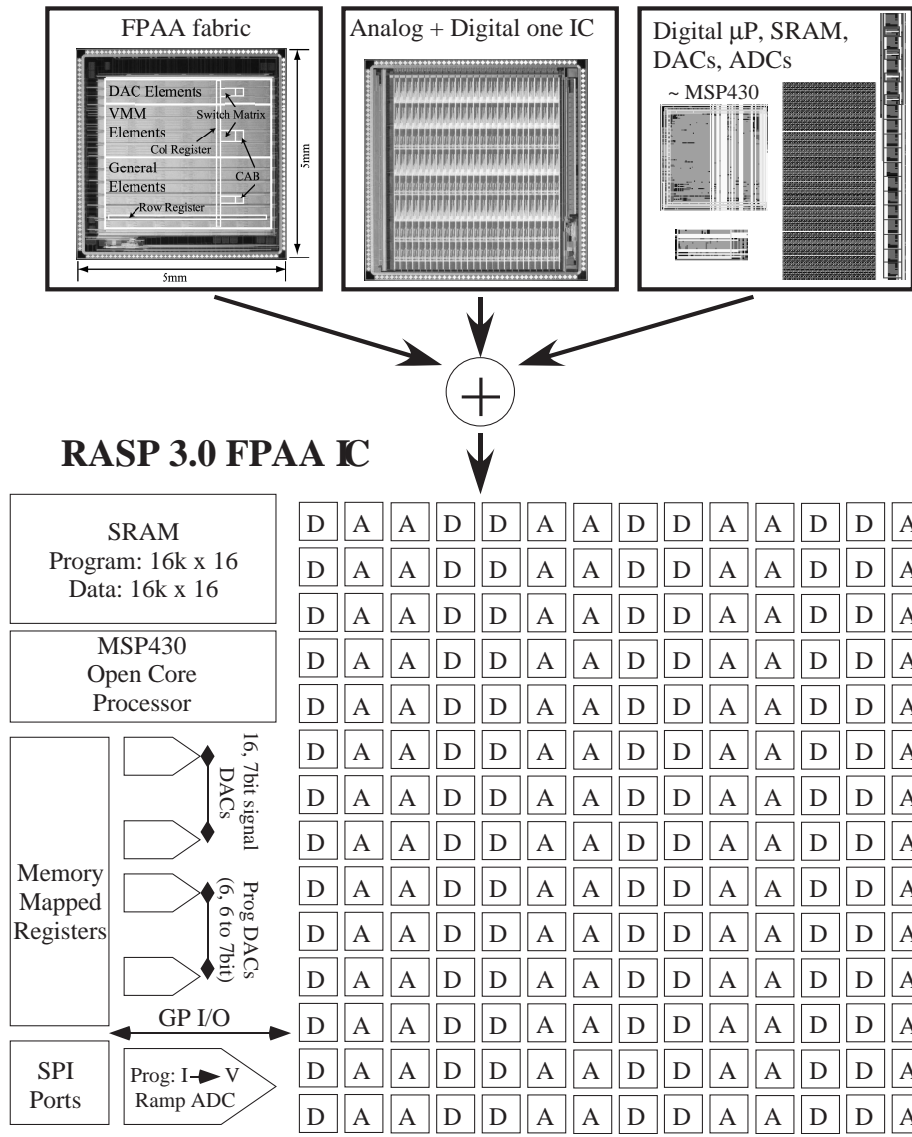 FPAA fabric
DAC Elements
VMM
Elements
Switch Matrix
Col Register
General
Elements
CAB
Row Register
5mm
5mm
Analog + Digital one IC
Digital μP, SRAM,
DACs, ADCs
~ MSP430
+
RASP 3.0 FPAA IC
SRAM
Program: 16k x 16
Data: 16k x 16
MSP430
Open Core
Processor
Memory
Mapped
Registers
16, 7bit signal
DACs
Prog DACs
(6, 6 to 7bit)
GP I/O
SPI
Ports
Prog: I V
Ramp ADC
D A A D D A A D D A A D D A
D A A D D A A D D A A D D A
D A A D D A A D D A A D D A
D A A D D A A D D A A D D A
D A A D D A A D D A A D D A
D A A D D A A D D A A D D A
D A A D D A A D D A A D D A
D A A D D A A D D A A D D A
D A A D D A A D D A A D D A
D A A D D A A D D A A D D A
D A A D D A A D D A A D D A
D A A D D A A D D A A D D A
D A A D D A A D D A A D D A
D A A D D A A D D A A D D A